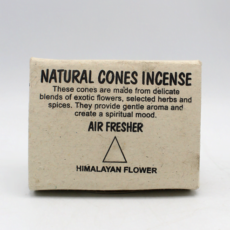 NATURAL CONES INCENSE
These cones are made from delicate
blends of exotic flowers, selected herbs and
spices. They provide gentle aroma and
create a spiritual mood.
AIR FRESHER
HIMALAYAN FLOWER